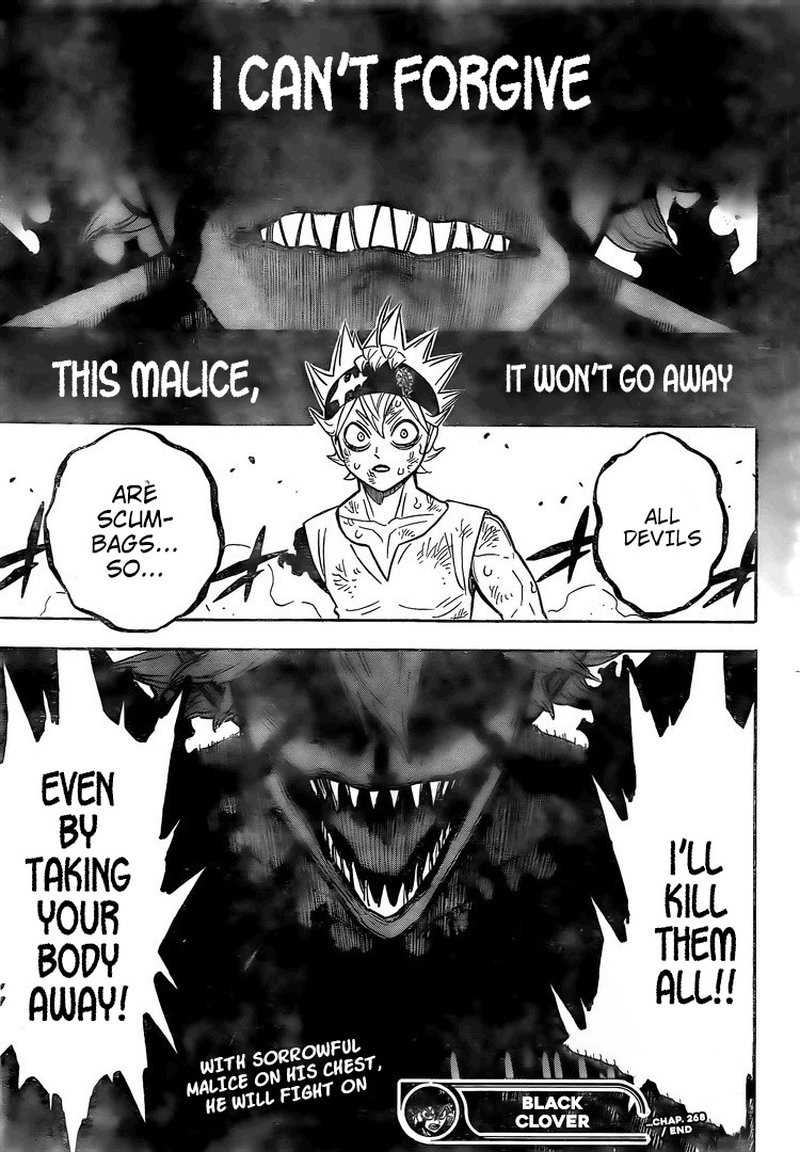 I CAN'T FORGIVE
THIS MALICE,
IT WON'T GO AWAY
ALL
DEVILS
ARE
SCUM-
BAGS...
SO...
I'LL
KILL
THEM
ALL!!
EVEN
BY
TAKING
YOUR
BODY
AWAY!
WITH SORROWFUL
MALICE ON HIS CHEST,
HE WILL FIGHT ON
BLACK
CLOVER
...CHAP. 268
/ END